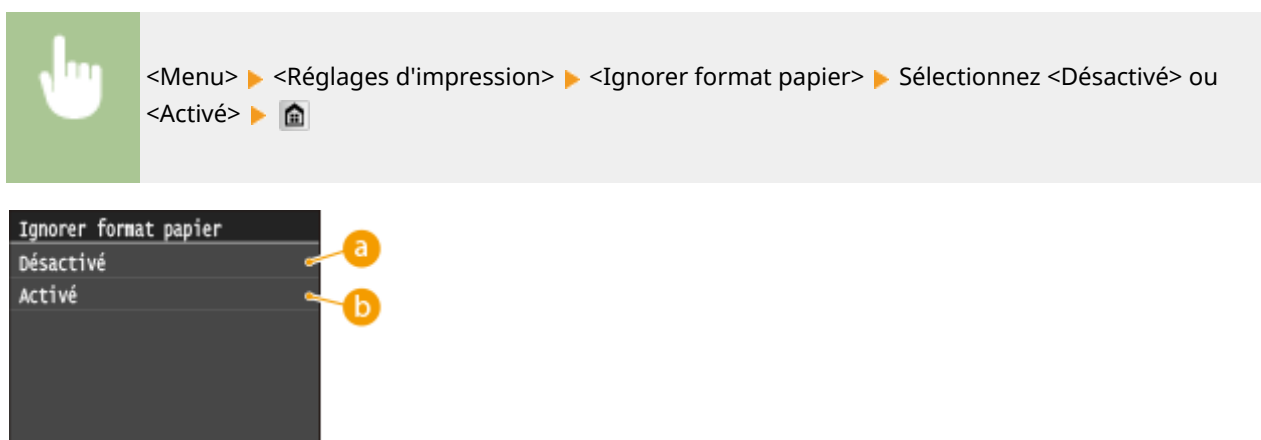 <Menu> ▶ <Réglages d'impression> ▶ <Ignorer format papier> ▶ Sélectionnez <Désactivé> ou
<Activé> ▶
Ignorer format papier
Désactivé
a
Activé
b